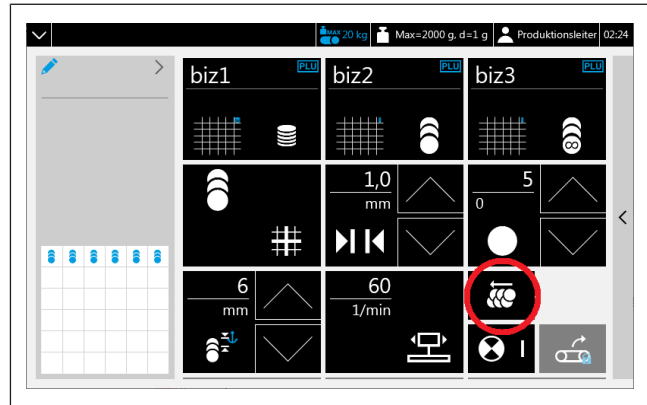 MAX 20 kg Max=2000 g, d=1 g Produktionsleiter 02:24
biz1 PLU biz2 PLU biz3 PLU
1,0 5
mm 0
6 60
mm 1/min
I